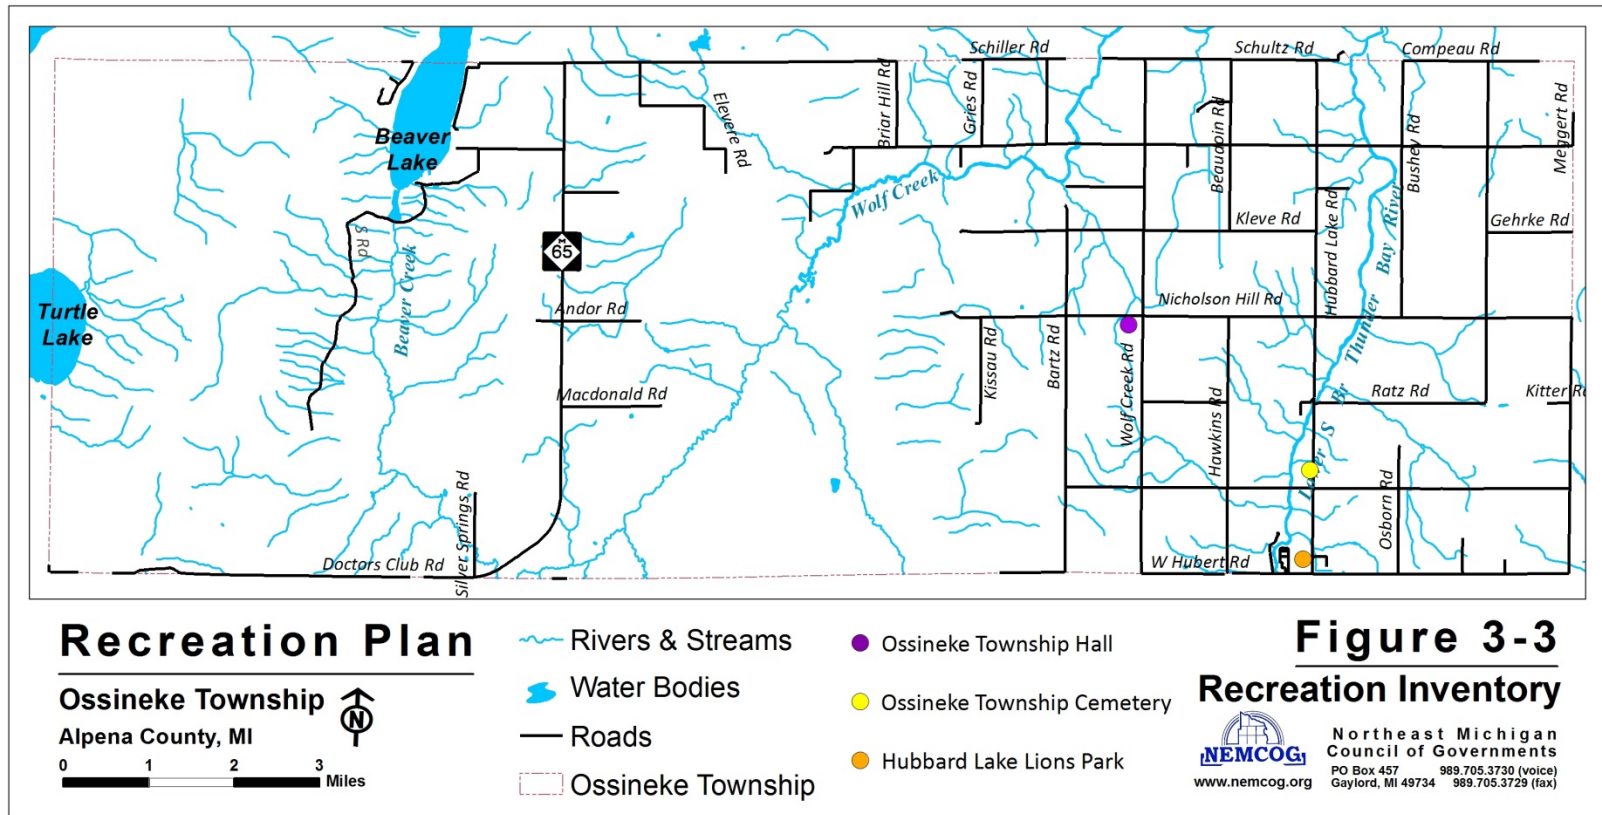 Schiller Rd
Schultz Rd
Compeau Rd
Briar Hill Rd
Gries Rd
Elevere Rd
Beaudoin Rd
Bushey Rd
Meggert Rd
Beaver
Lake
Wolf Creek
Kleve Rd
Hubbard Lake Rd
Gehrke Rd
S Rd
Beaver Creek
M
65
Turtle
Lake
Andor Rd
Nicholson Hill Rd
Lower S Br Thunder Bay River
Kissau Rd
Bartz Rd
Wolf Creek Rd
Macdonald Rd
Hawkins Rd
Ratz Rd
Kitter Rd
Silver Springs Rd
Osborn Rd
Doctors Club Rd
W Hubert Rd
Recreation Plan
Ossineke Township
Alpena County, MI
N
0 1 2 3
Miles
Rivers & Streams
Water Bodies
Roads
Ossineke Township
Ossineke Township Hall
Ossineke Township Cemetery
Hubbard Lake Lions Park
Figure 3-3
Recreation Inventory
NEMCOG
www.nemcog.org
Northeast Michigan
Council of Governments
PO Box 457 989.705.3730 (voice)
Gaylord, MI 49734 989.705.3729 (fax)